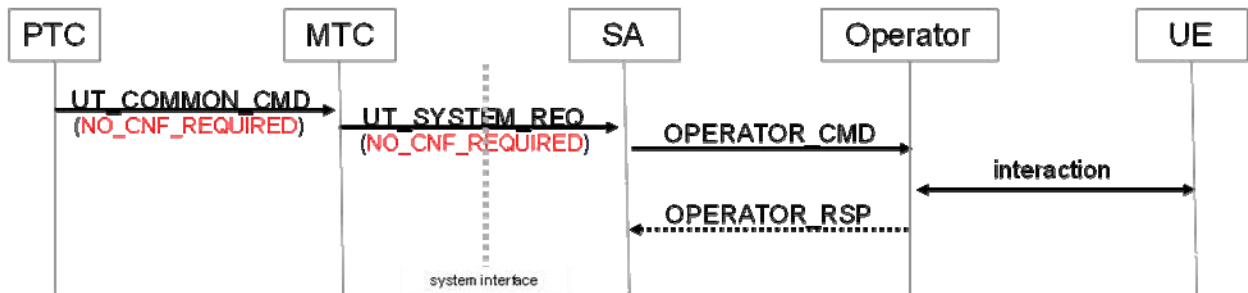 PTC MTC SA Operator UE
UT_COMMON_CMD
(NO_CNF_REQUIRED)
UT_SYSTEM_REQ
(NO_CNF_REQUIRED)
OPERATOR_CMD
interaction
OPERATOR_RSP
system interface